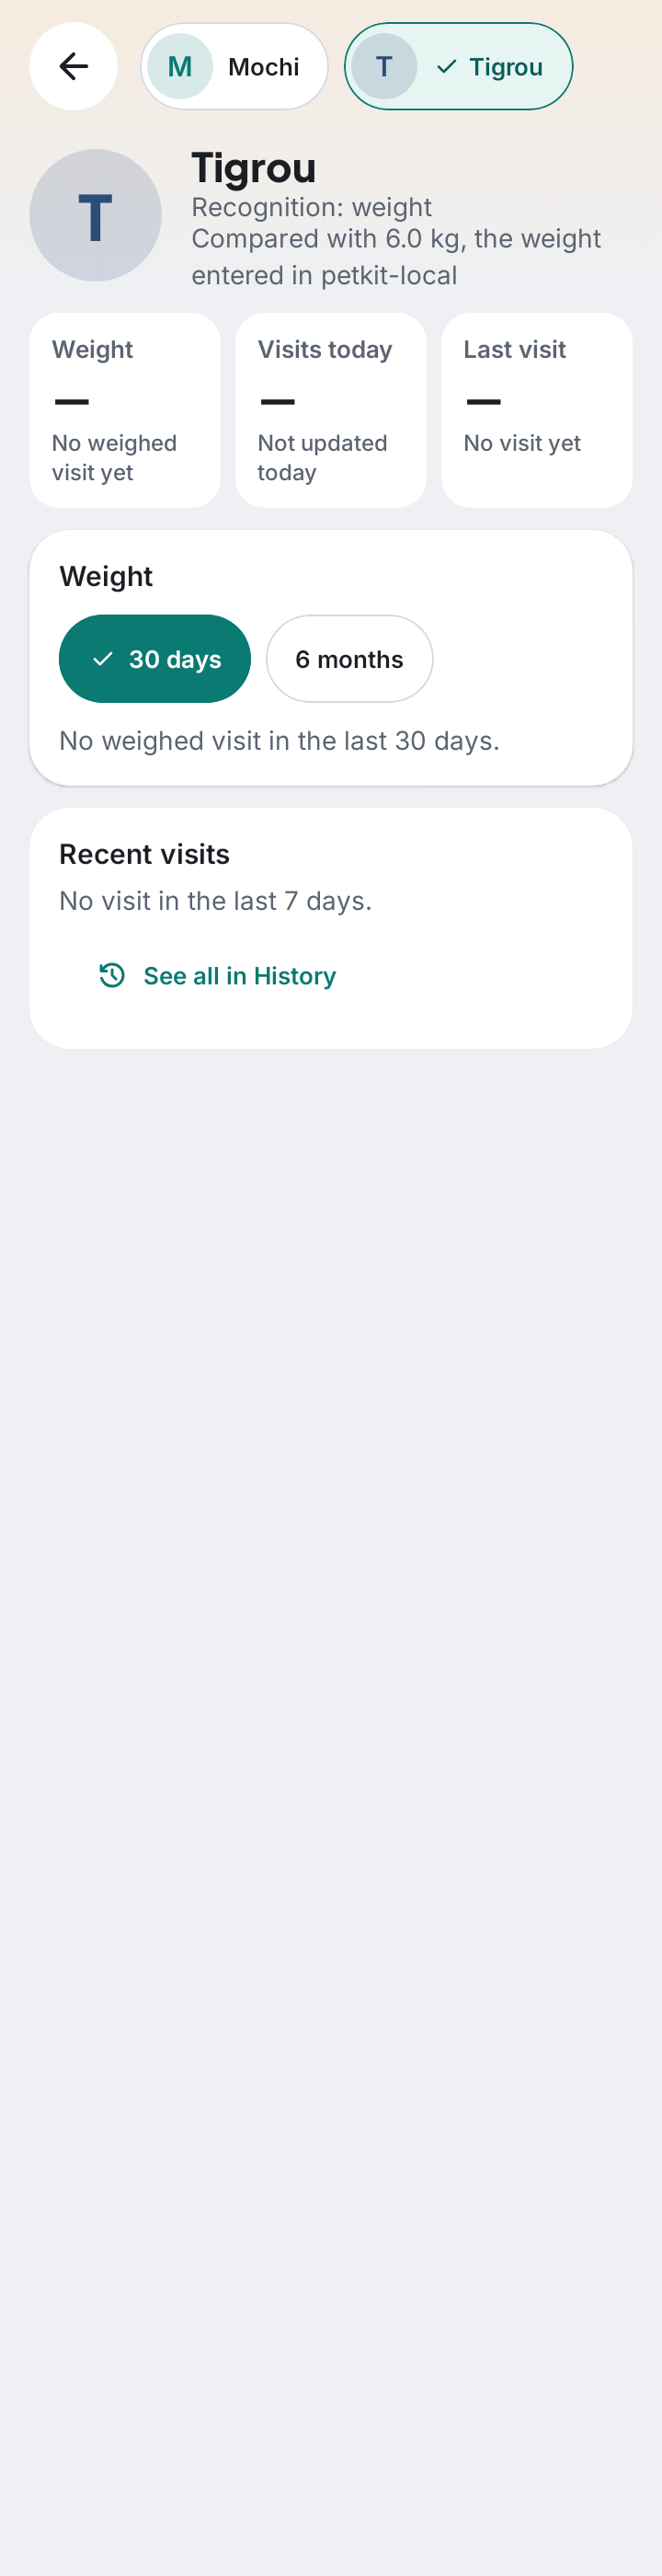 M Mochi
T Tigrou
T
Tigrou
Recognition: weight
Compared with 6.0 kg, the weight
entered in petkit-local
Weight
—
No weighed
visit yet
Visits today
—
Not updated
today
Last visit
—
No visit yet
Weight
30 days
6 months
No weighed visit in the last 30 days.
Recent visits
No visit in the last 7 days.
See all in History